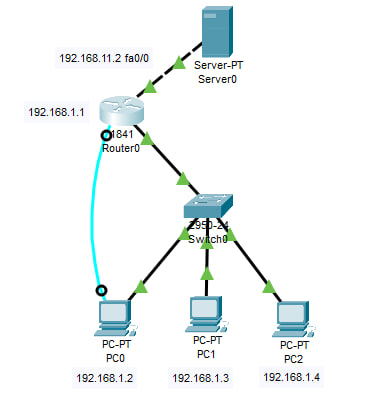 Server-PT
Server0
192.168.11.2 fa0/0
192.168.1.1
1841
Router0
2950-24
Switch0
PC-PT
PC0
PC-PT
PC1
PC-PT
PC2
192.168.1.2
192.168.1.3
192.168.1.4